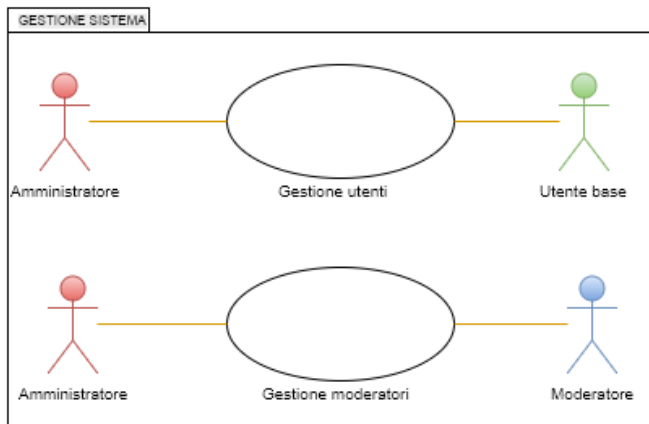 GESTIONE SISTEMA
Amministratore
Gestione utenti
Utente base
Amministratore
Gestione moderatori
Moderatore